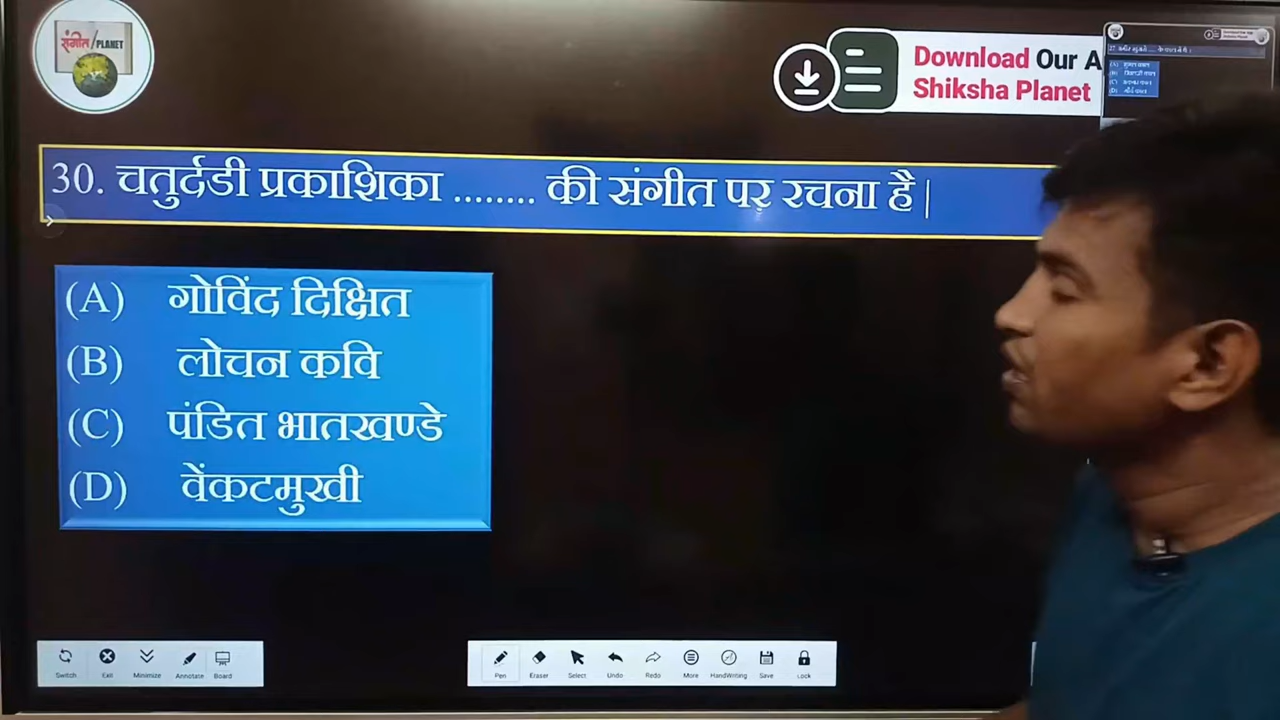 संगीत/PLANET
Download Our A
Shiksha Planet
30. चतुर्दडी प्रकाशिका ........ की संगीत पर रचना है|
(A) गोविंद दिक्षित
(B) लोचन कवि
(C) पंडित भातखण्डे
(D) वेंकटमुखी
Switch Exit Minimize Annotate Board
Pen Eraser Select Undo Redo More HandWriting Save Lock